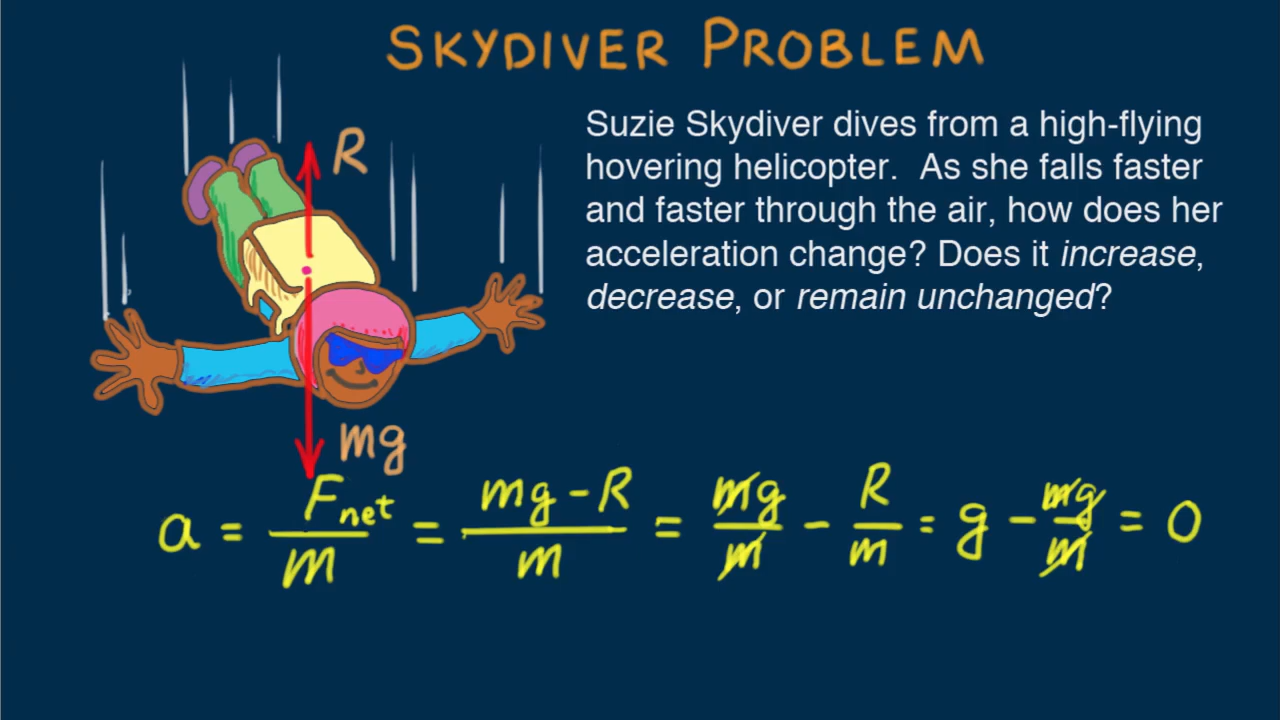 SKYDIVER PROBLEM
Suzie Skydiver dives from a high-flying
hovering helicopter. As she falls faster
and faster through the air, how does her
acceleration change? Does it increase,
decrease, or remain unchanged?
R
mg
a = Fnet/m = mg - R/m = mg/m - R/m = g - mg/m = 0